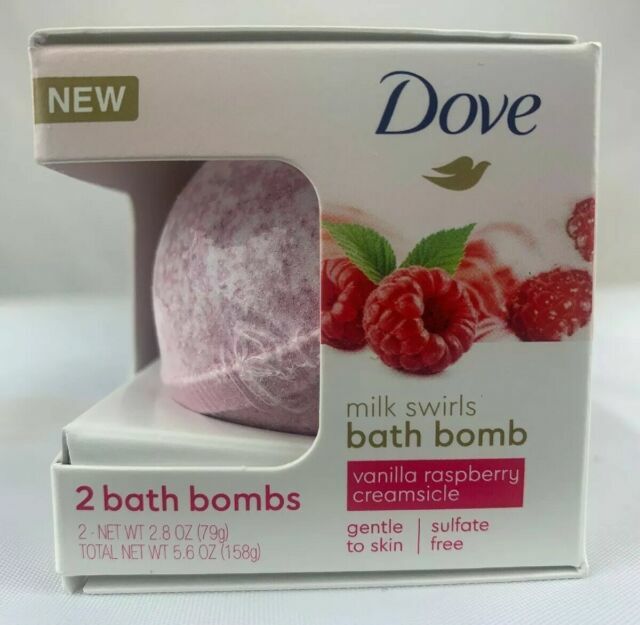 NEW
Dove
milk swirls
bath bomb
vanilla raspberry
creamsicle
gentle
to skin
sulfate
free
2 bath bombs
2 - NET WT 2.8 OZ (79g)
TOTAL NET WT 5.6 OZ (158g)